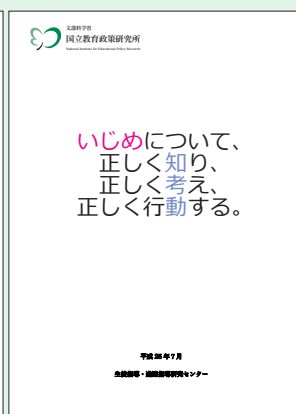 文部科学省
国立教育政策研究所
National Institute for Educational Policy Research
いじめについて、
正しく知り、
正しく考え、
正しく行動する。
平成 25 年 7 月
生徒指導・進路指導研究センター